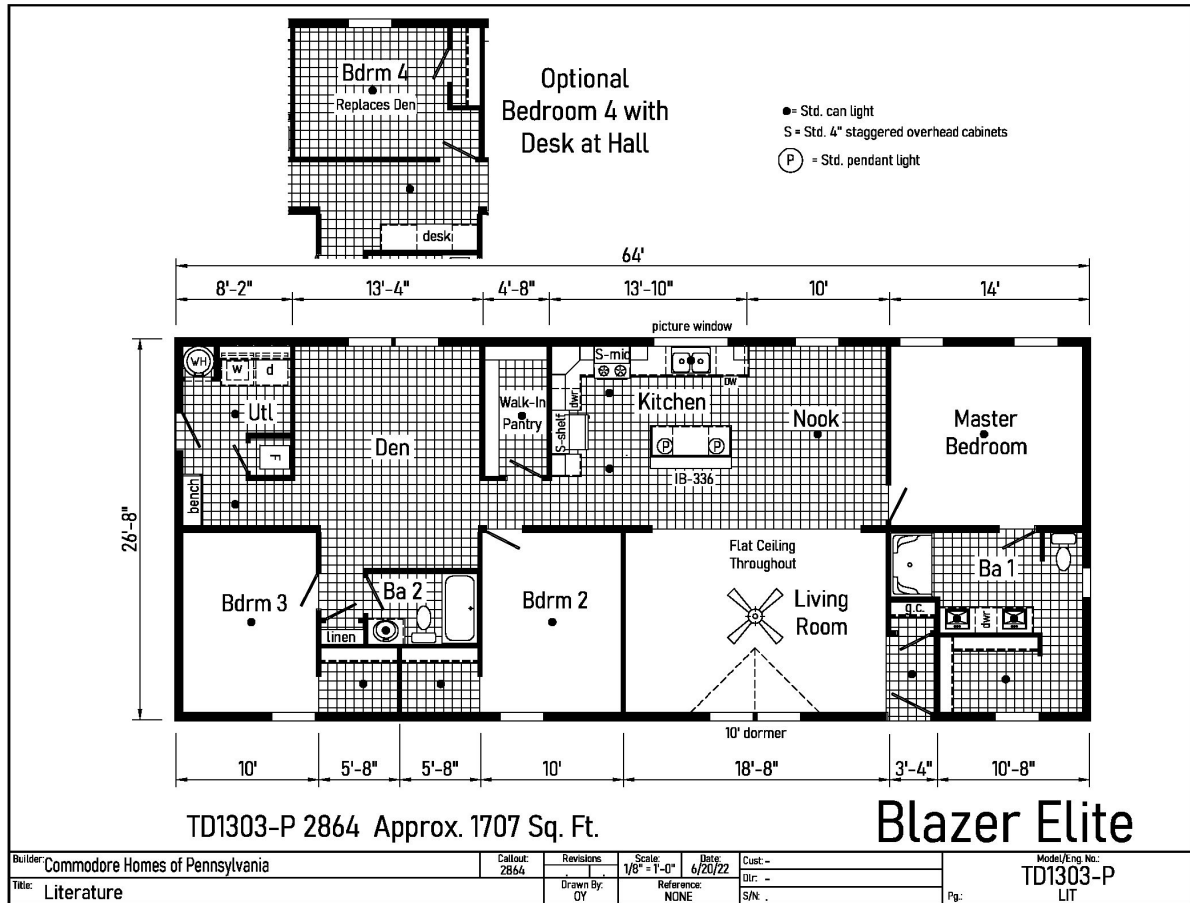 Bdrm 4
Replaces Den
desk
Optional
Bedroom 4 with
Desk at Hall
●= Std. can light
S = Std. 4" staggered overhead cabinets
P = Std. pendant light
64'
8'-2"
13'-4"
4'-8"
13'-10"
10'
14'
picture window
26'-8"
WH
W
d
Utl
F
bench
Den
Walk-In
Pantry
S-mic
dwr
S-shelf
Kitchen
DW
P
P
IB-336
Nook
Master
Bedroom
Bdrm 3
linen
Ba 2
Bdrm 2
Flat Ceiling
Throughout
Living
Room
10' dormer
g.c.
Ba 1
dwr
10'
5'-8"
5'-8"
10'
18'-8"
3'-4"
10'-8"
TD1303-P 2864 Approx. 1707 Sq. Ft.
Blazer Elite
Builder: Commodore Homes of Pennsylvania
Title: Literature
Callout:
2864
Revisions
Drawn By:
OY
Scale:
1/8" = 1'-0"
Date:
6/20/22
Reference:
NONE
Cust: -
Dlr: -
S/N: .
Model/Eng. No.:
TD1303-P
Pg.: LIT